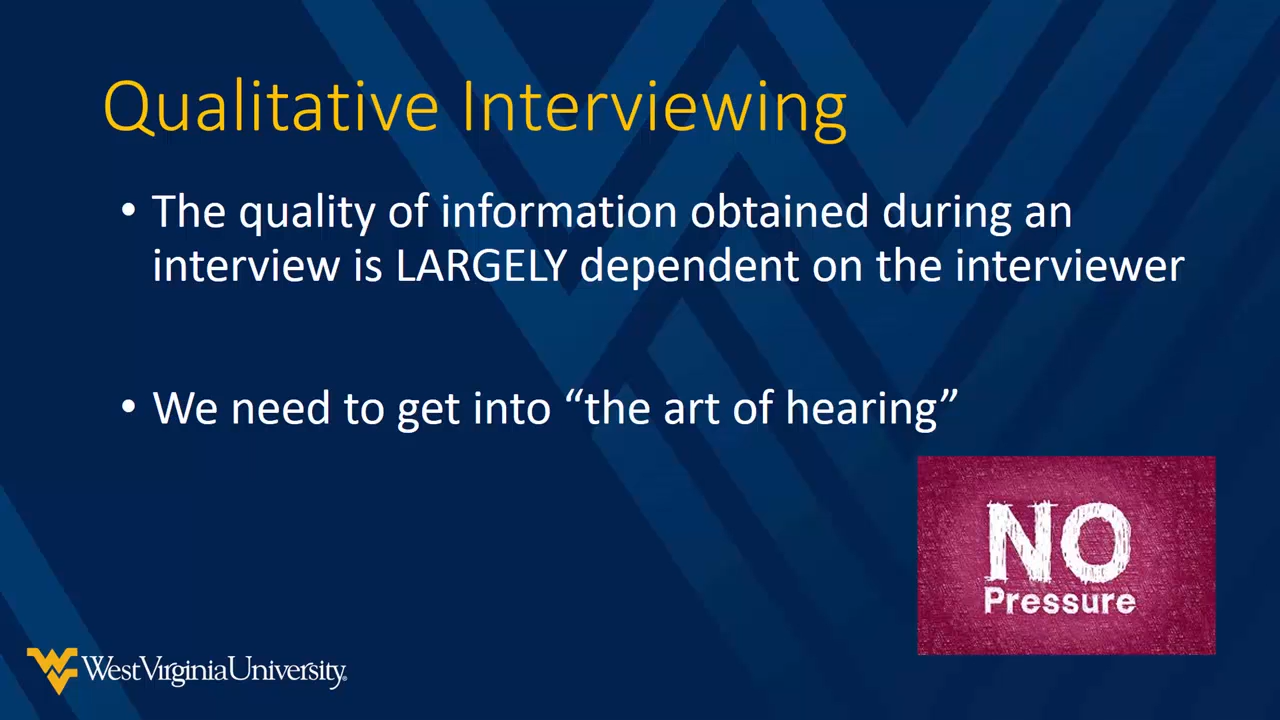 Qualitative Interviewing
• The quality of information obtained during an
interview is LARGELY dependent on the interviewer
• We need to get into “the art of hearing”
NO
Pressure
WestVirginiaUniversity®